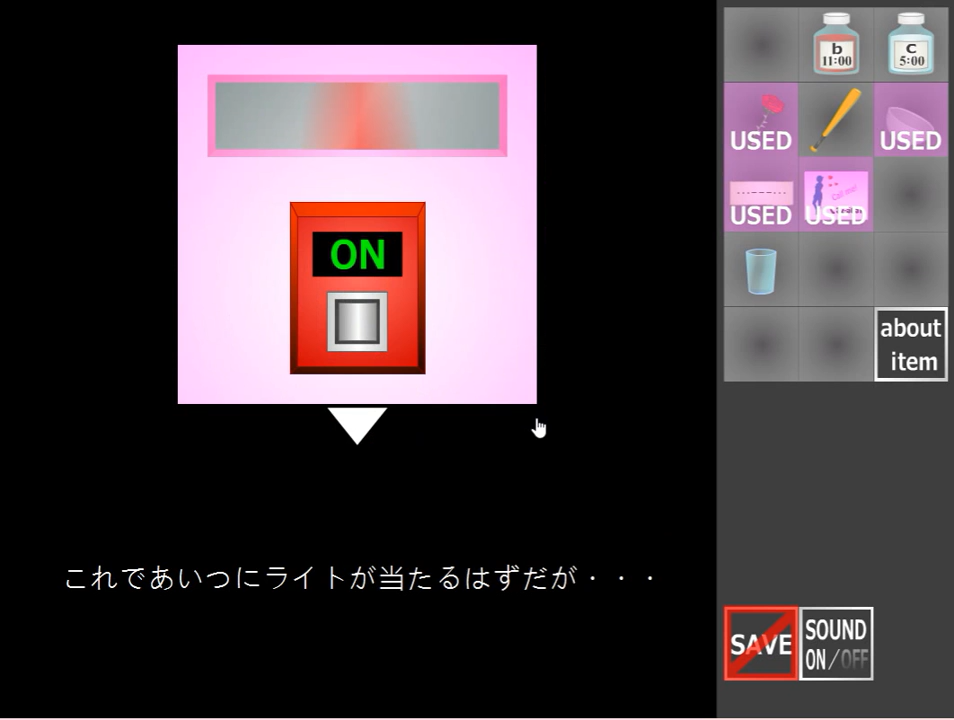 b
11:00
c
5:00
USED
USED
USED
USED
ON
about
item
これであいつにライトが当たるはずだが・・・
SAVE
SOUND
ON/OFF